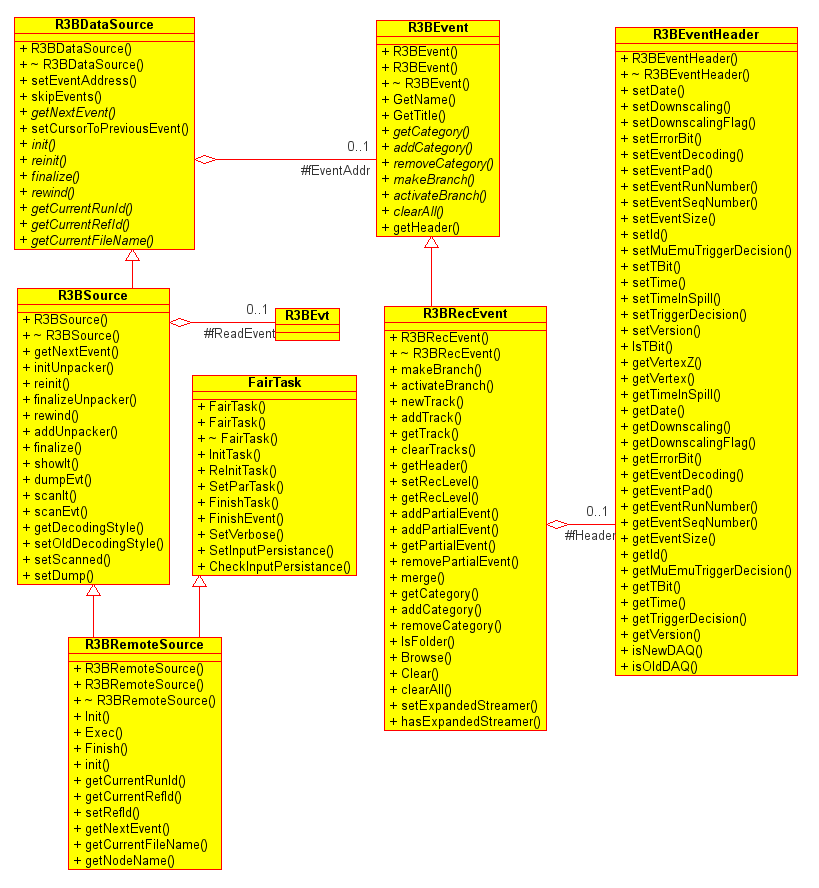 R3BDataSource
+ R3BDataSource()
+ ~ R3BDataSource()
+ setEventAddress()
+ skipEvents()
+ getNextEvent()
+ setCursorToPreviousEvent()
+ init()
+ reinit()
+ finalize()
+ rewind()
+ getCurrentRunId()
+ getCurrentRefId()
+ getCurrentFileName()
0..1
#fEventAddr
R3BEvent
+ R3BEvent()
+ R3BEvent()
+ ~ R3BEvent()
+ GetName()
+ GetTitle()
+ getCategory()
+ addCategory()
+ removeCategory()
+ makeBranch()
+ activateBranch()
+ clearAll()
+ getHeader()
R3BEventHeader
+ R3BEventHeader()
+ ~ R3BEventHeader()
+ setDate()
+ setDownscaling()
+ setDownscalingFlag()
+ setErrorBit()
+ setEventDecoding()
+ setEventPad()
+ setEventRunNumber()
+ setEventSeqNumber()
+ setEventSize()
+ setId()
+ setMuEmuTriggerDecision()
+ setTBit()
+ setTime()
+ setTimeInSpill()
+ setTriggerDecision()
+ setVersion()
+ IsTBit()
+ getVertexZ()
+ getVertex()
+ getTimeInSpill()
+ getDate()
+ getDownscaling()
+ getDownscalingFlag()
+ getErrorBit()
+ getEventDecoding()
+ getEventPad()
+ getEventRunNumber()
+ getEventSeqNumber()
+ getEventSize()
+ getId()
+ getMuEmuTriggerDecision()
+ getTBit()
+ getTime()
+ getTriggerDecision()
+ getVersion()
+ isNewDAQ()
+ isOldDAQ()
R3BSource
+ R3BSource()
+ ~ R3BSource()
+ getNextEvent()
+ initUnpacker()
+ reinit()
+ finalizeUnpacker()
+ rewind()
+ addUnpacker()
+ finalize()
+ showIt()
+ dumpEvt()
+ scanIt()
+ scanEvt()
+ getDecodingStyle()
+ setOldDecodingStyle()
+ setScanned()
+ setDump()
0..1
#fReadEvent
R3BEvt
FairTask
+ FairTask()
+ FairTask()
+ ~ FairTask()
+ InitTask()
+ ReInitTask()
+ SetParTask()
+ FinishTask()
+ FinishEvent()
+ SetVerbose()
+ SetInputPersistance()
+ CheckInputPersistance()
R3BRecEvent
+ R3BRecEvent()
+ ~ R3BRecEvent()
+ makeBranch()
+ activateBranch()
+ newTrack()
+ addTrack()
+ getTrack()
+ clearTracks()
+ getHeader()
+ setRecLevel()
+ getRecLevel()
+ addPartialEvent()
+ addPartialEvent()
+ getPartialEvent()
+ removePartialEvent()
+ merge()
+ getCategory()
+ addCategory()
+ removeCategory()
+ IsFolder()
+ Browse()
+ Clear()
+ clearAll()
+ setExpandedStreamer()
+ hasExpandedStreamer()
0..1
#fHeader
R3BRemoteSource
+ R3BRemoteSource()
+ R3BRemoteSource()
+ ~ R3BRemoteSource()
+ Init()
+ Exec()
+ Finish()
+ init()
+ getCurrentRunId()
+ getCurrentRefId()
+ setRefId()
+ getNextEvent()
+ getCurrentFileName()
+ getNodeName()